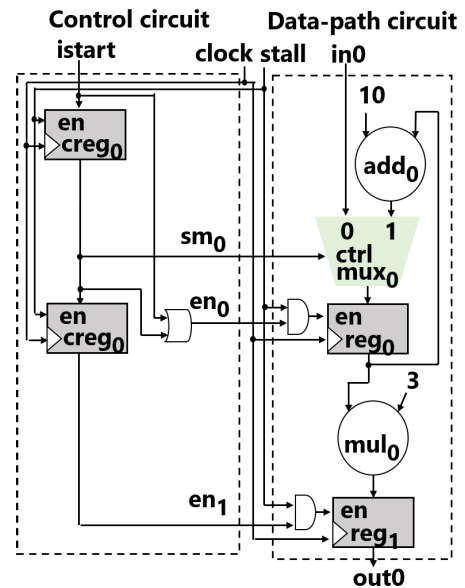 Control circuit
Data-path circuit
istart
clock stall
in0
10
en
creg0
add0
sm0
0 1
ctrl
mux0
en
creg0
en0
en
reg0
3
mul0
en1
en
reg1
out0